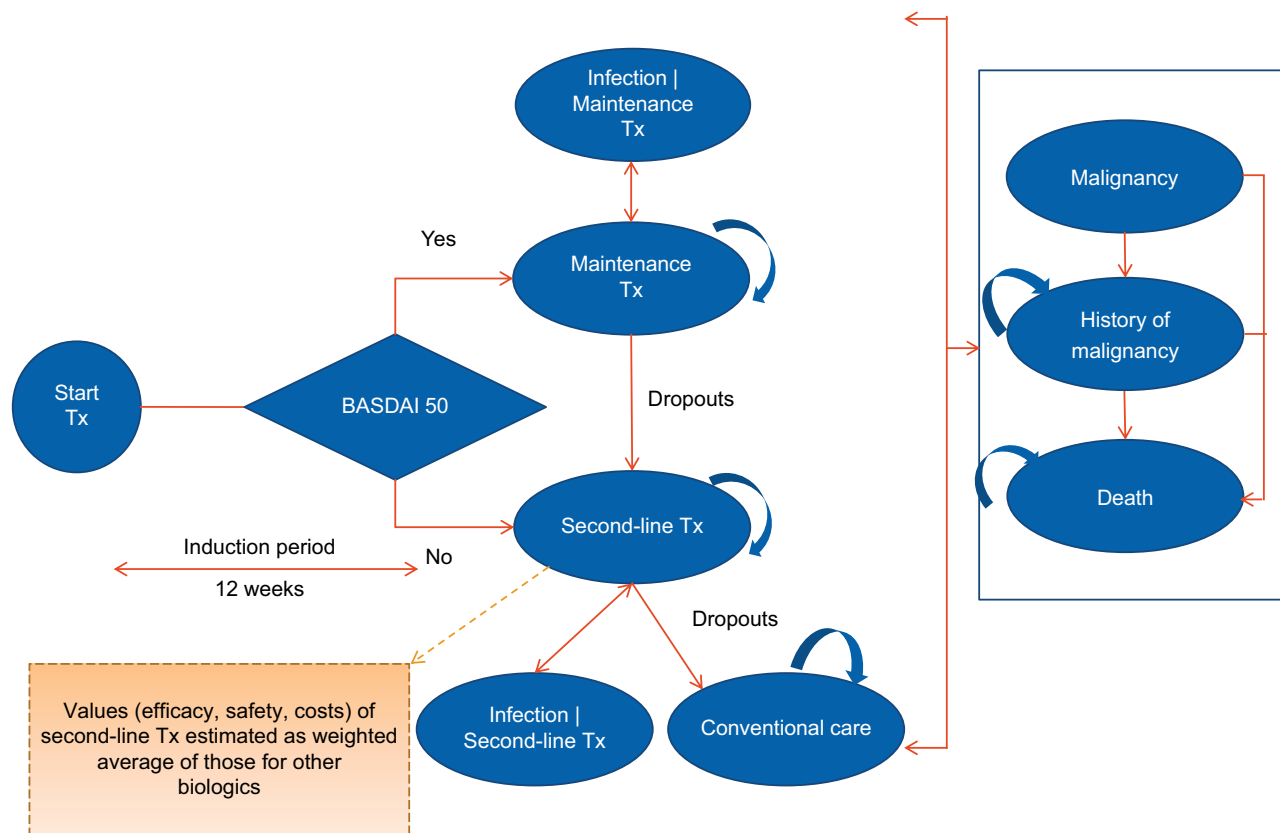 Infection |
Maintenance
Tx
Yes
Maintenance
Tx
Start
Tx
BASDAI 50
Dropouts
Second-line Tx
Induction period
No
12 weeks
Dropouts
Values (efficacy, safety, costs) of
second-line Tx estimated as weighted
average of those for other
biologics
Infection |
Second-line Tx
Conventional care
Malignancy
History of
malignancy
Death